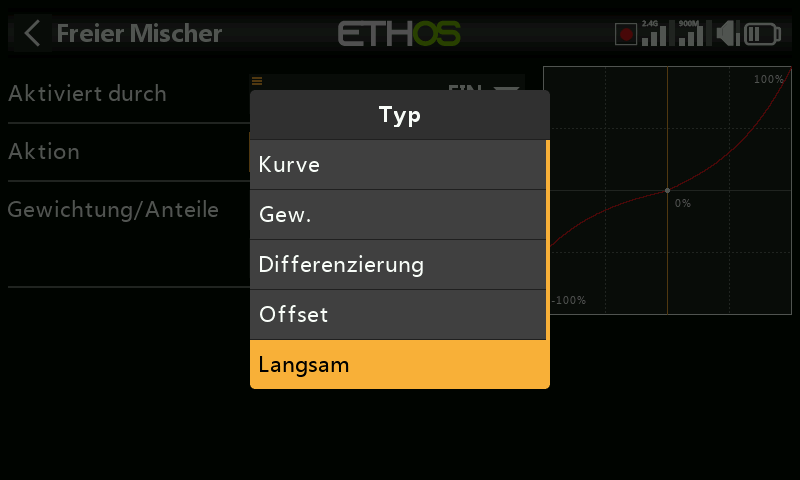 Freier Mischer
ETHOS
2.4G
900M
Aktiviert durch
EIN
Typ
100%
Aktion
Kurve
Gewichtung/Anteile
Gew.
0%
Differenzierung
-100%
Offset
Langsam